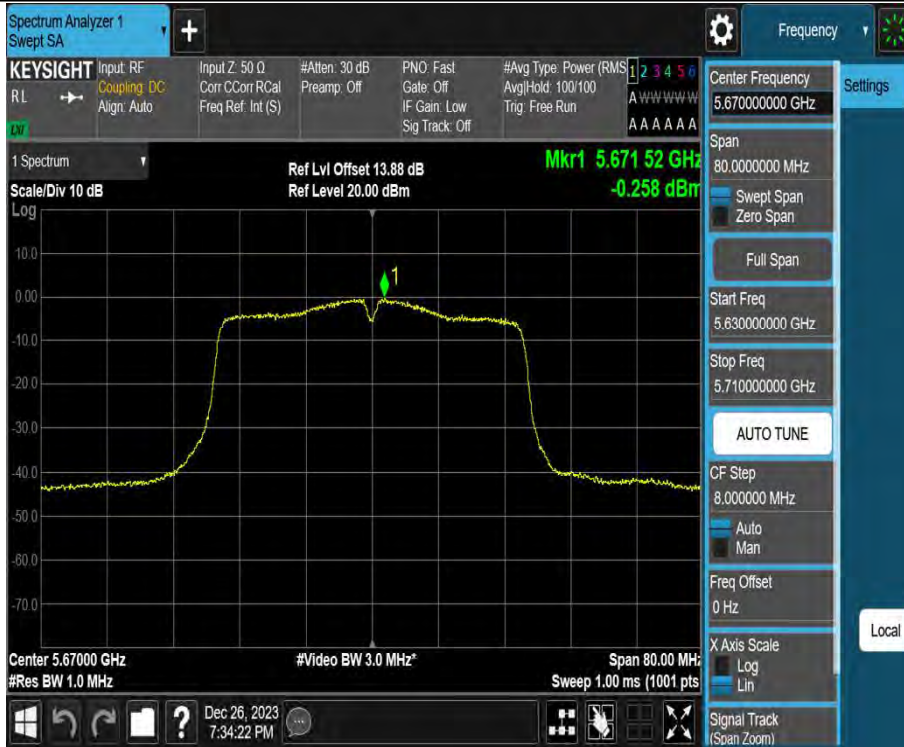 Spectrum Analyzer 1
Swept SA
+
Frequency
KEYSIGHT
RL
LXI
Input: RF
Coupling: DC
Align: Auto
Input Z: 50 Ω
Corr CCorr RCal
Freq Ref: Int (S)
#Atten: 30 dB
Preamp: Off
PNO: Fast
Gate: Off
IF Gain: Low
Sig Track: Off
#Avg Type: Power (RMS
Avg|Hold: 100/100
Trig: Free Run
1 2 3 4 5 6
A W W W W W
A A A A A A
1 Spectrum
Scale/Div 10 dB
Log
Ref Lvl Offset 13.88 dB
Ref Level 20.00 dBm
Mkr1 5.671 52 GHz
-0.258 dBm
10.0
0.00
-10.0
-20.0
-30.0
-40.0
-50.0
-60.0
-70.0
1
Center 5.67000 GHz
#Res BW 1.0 MHz
#Video BW 3.0 MHz*
Span 80.00 MHz
Sweep 1.00 ms (1001 pts
?
Dec 26, 2023
7:34:22 PM
Center Frequency
5.670000000 GHz
Span
80.0000000 MHz
Swept Span
Zero Span
Full Span
Start Freq
5.630000000 GHz
Stop Freq
5.710000000 GHz
AUTO TUNE
CF Step
8.000000 MHz
Auto
Man
Freq Offset
0 Hz
X Axis Scale
Log
Lin
Signal Track
(Span Zoom)
Settings
Local